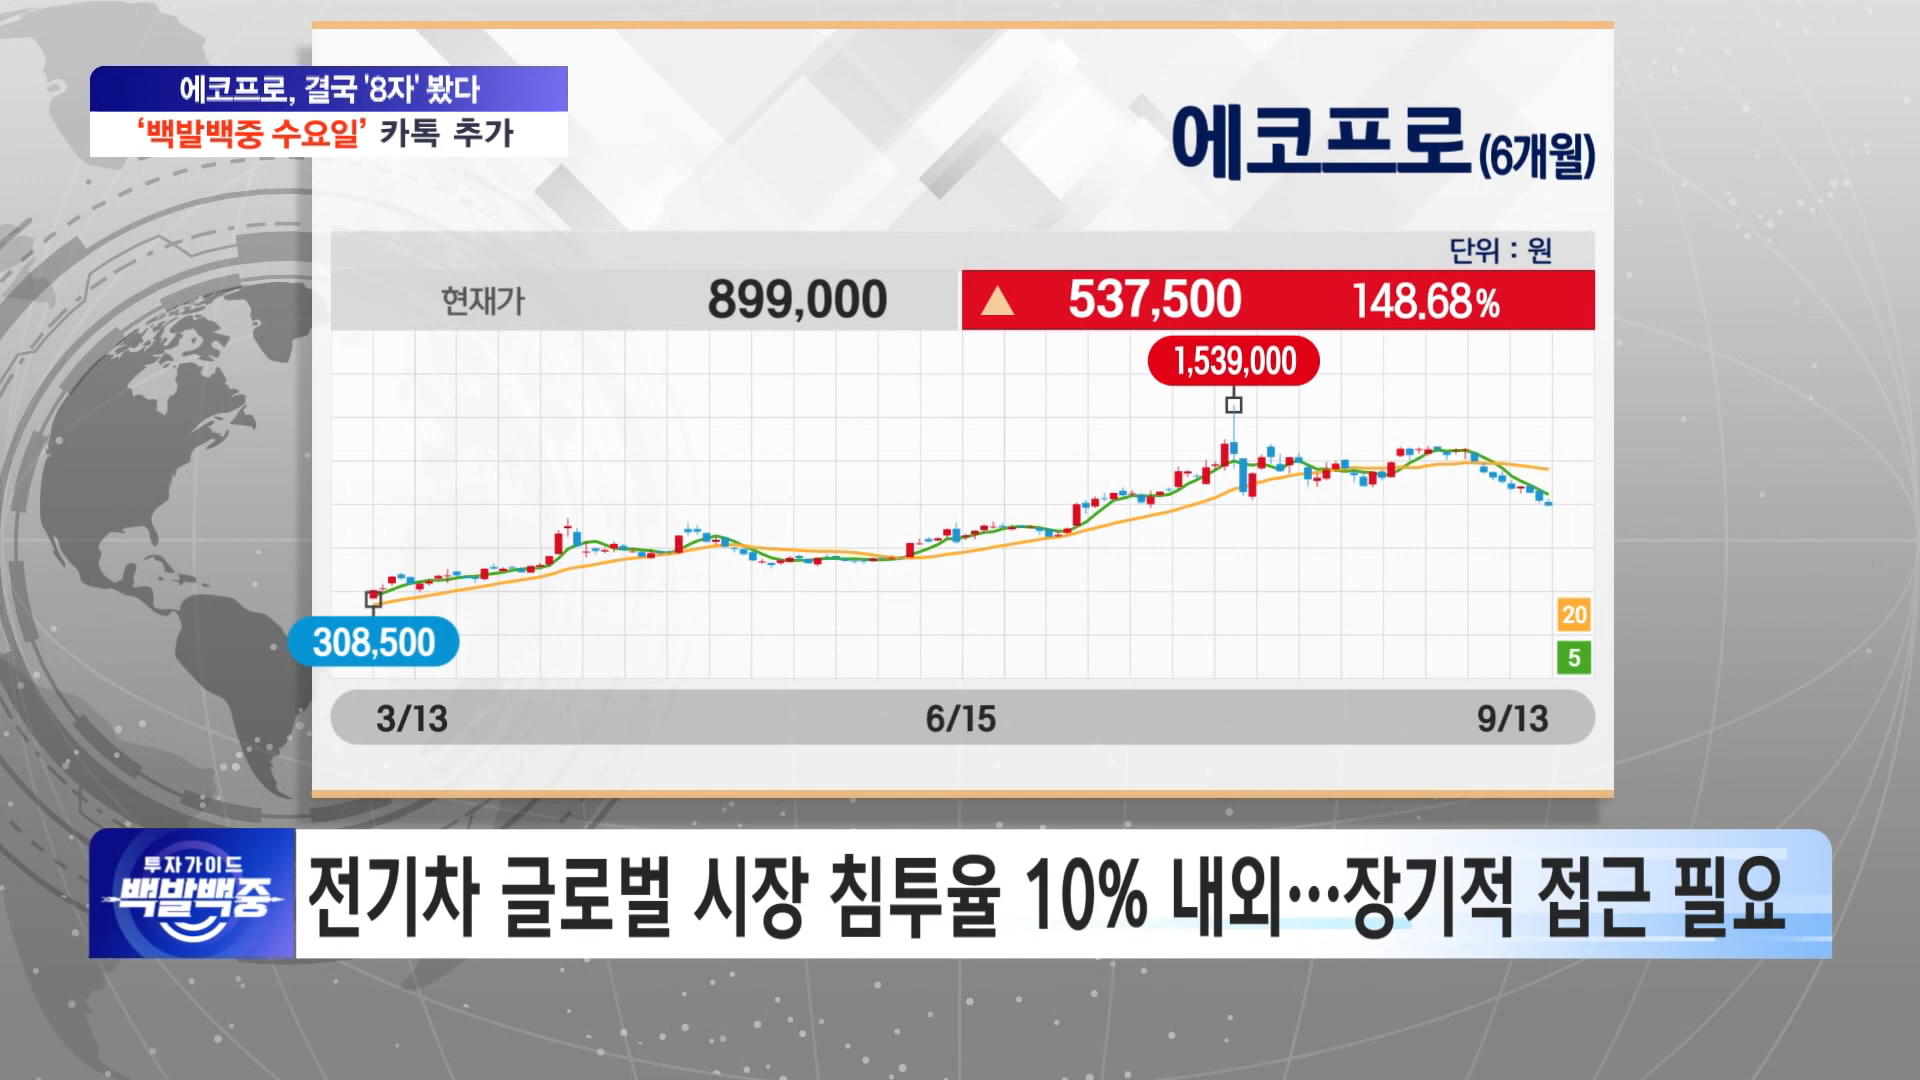 에코프로, 결국 '8자' 봤다
‘백발백중 수요일’ 카톡 추가
에코프로 (6개월)
단위 : 원
현재가 899,000 ▲ 537,500 148.68%
1,539,000
308,500
20
5
3/13 6/15 9/13
투자가이드
백발백중
전기차 글로벌 시장 침투율 10% 내외…장기적 접근 필요